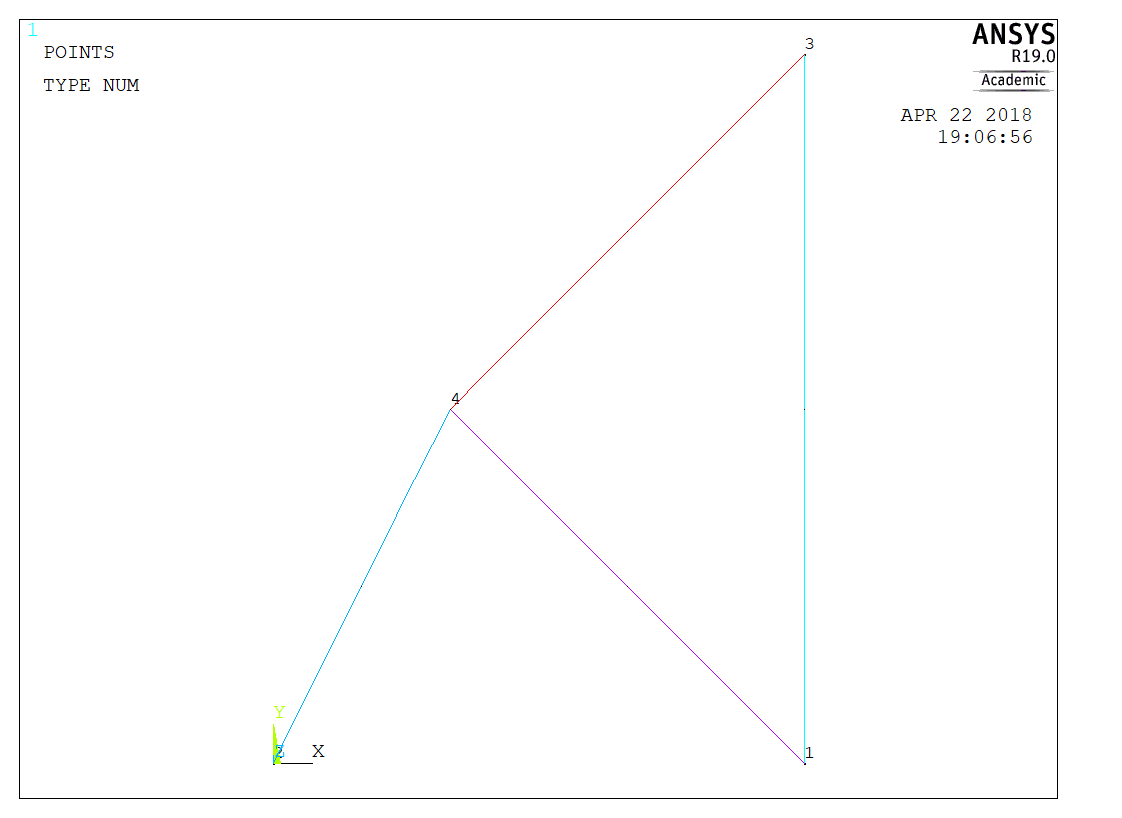 1
POINTS
TYPE NUM
ANSYS
R19.0
Academic
APR 22 2018
19:06:56
3
4
Y
2
X
1